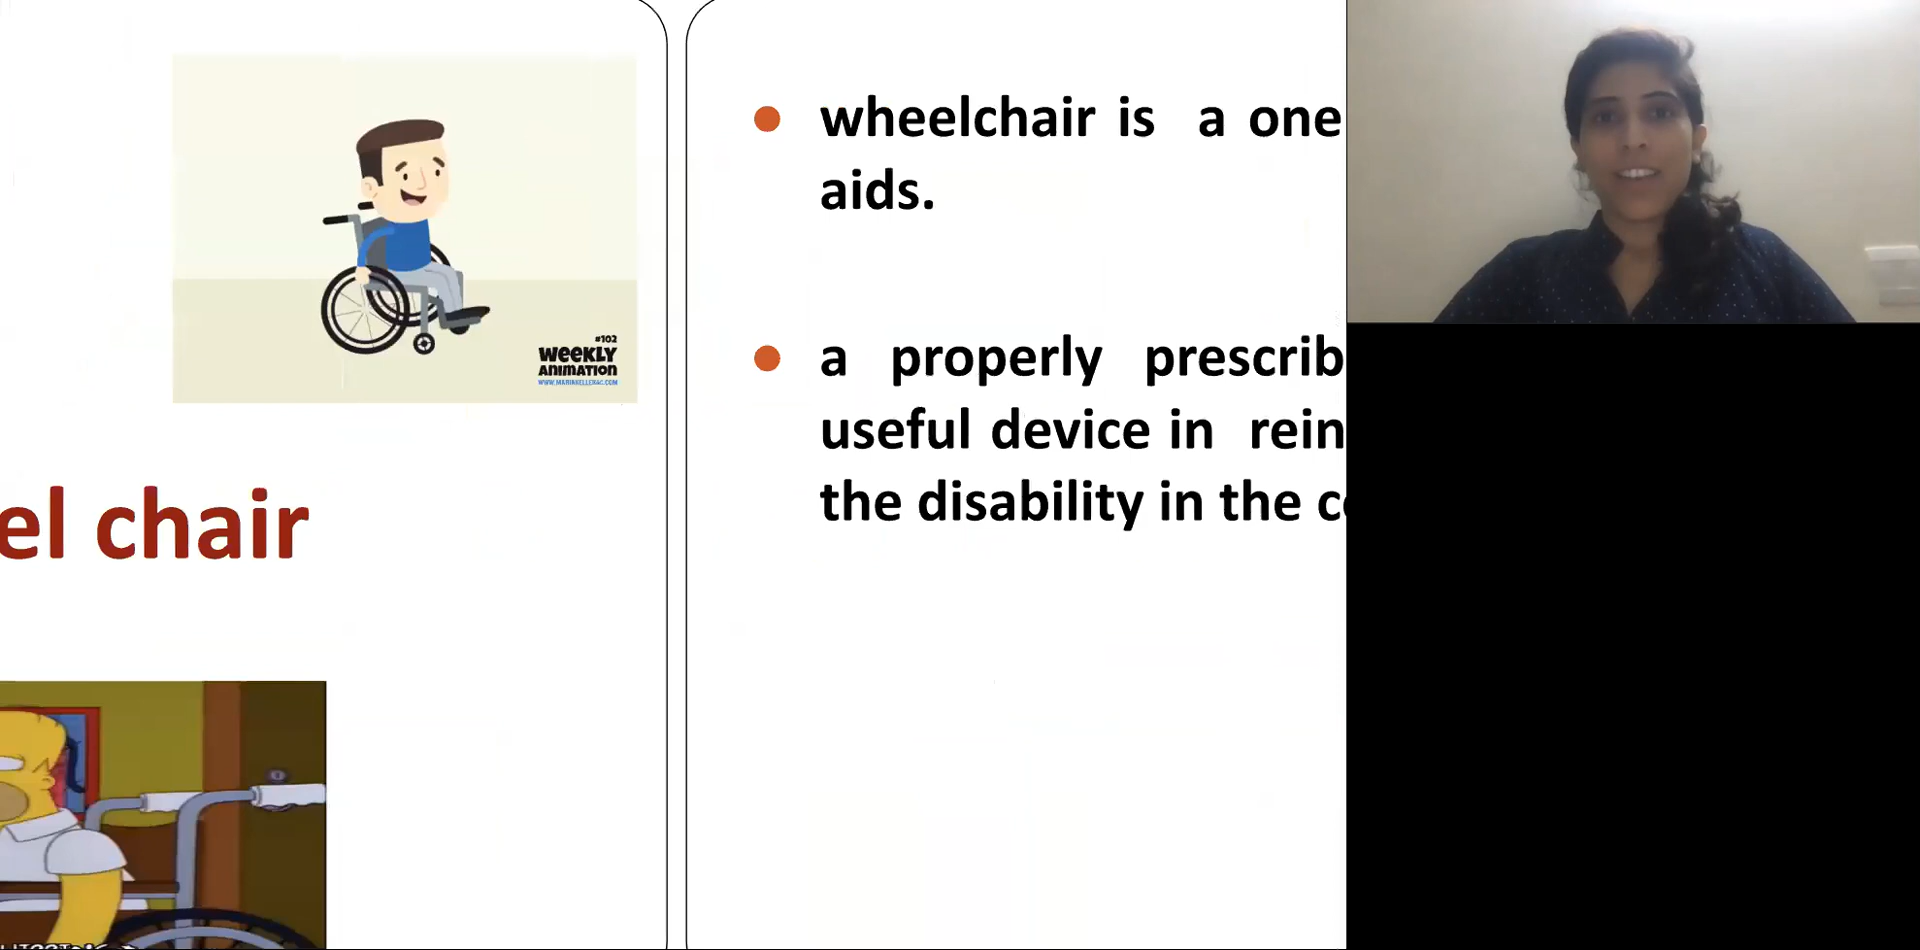 #102
WEEKLY
ANIMATION
el chair
wheelchair is a one
aids.
a properly prescrib
useful device in rein
the disability in the c